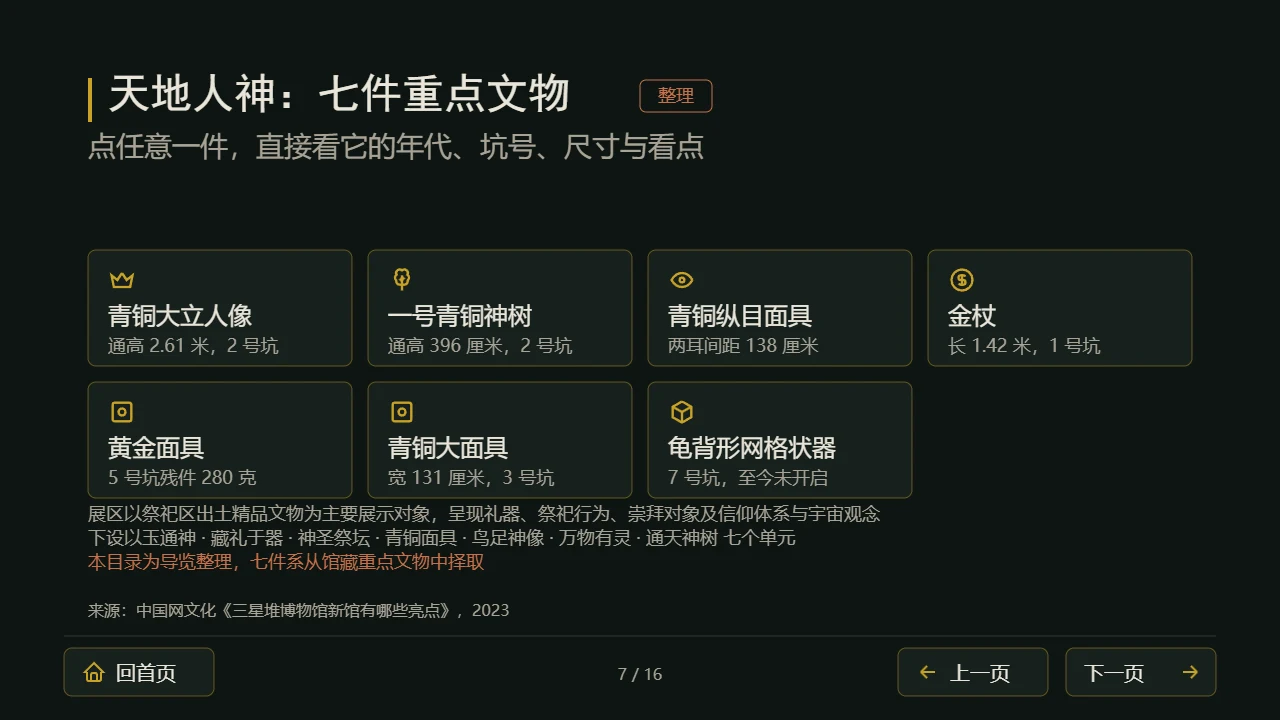 天地人神：七件重点文物
整理
点任意一件，直接看它的年代、坑号、尺寸与看点
青铜大立人像
通高 2.61 米，2 号坑
一号青铜神树
通高 396 厘米，2 号坑
青铜纵目面具
两耳间距 138 厘米
金杖
长 1.42 米，1 号坑
黄金面具
5 号坑残件 280 克
青铜大面具
宽 131 厘米，3 号坑
龟背形网格状器
7 号坑，至今未开启
展区以祭祀区出土精品文物为主要展示对象，呈现礼器、祭祀行为、崇拜对象及信仰体系与宇宙观念
下设以玉通神 · 藏礼于器 · 神圣祭坛 · 青铜面具 · 鸟足神像 · 万物有灵 · 通天神树 七个单元
本目录为导览整理，七件系从馆藏重点文物中择取
来源：中国网文化《三星堆博物馆新馆有哪些亮点》，2023
回首页
7 / 16
上一页
下一页